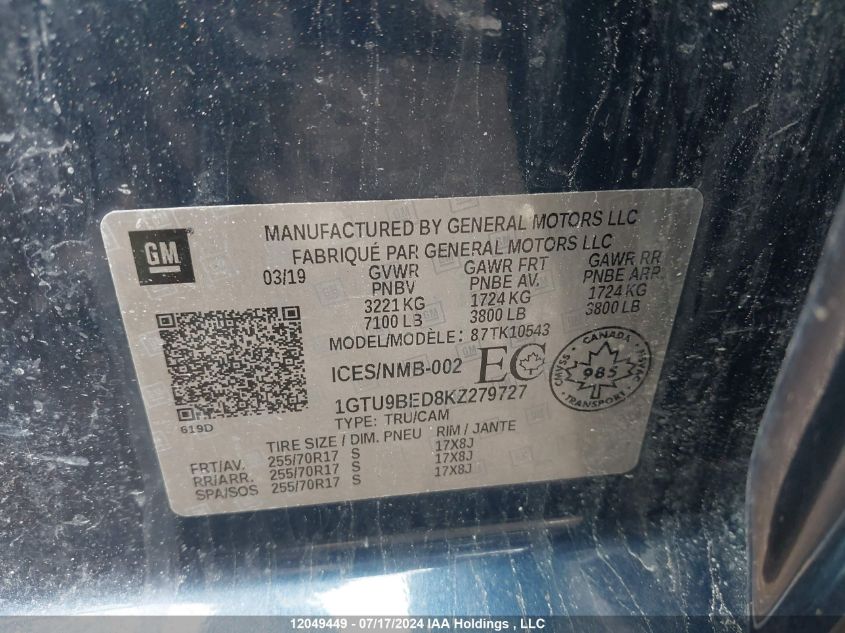 MANUFACTURED BY GENERAL MOTORS LLC
FABRIQUÉ PAR GENERAL MOTORS LLC
GM
03/19 GVWR GAWR FRT GAWR RR
PNBV PNBE AV. PNBE ARR.
3221 KG 1724 KG 1724 KG
7100 LB 3800 LB 3800 LB
MODEL/MODÈLE: 87TK10543
ICES/NMB-002 EC
CANADA
CMVSS 985 NSVAC
TRANSPORT
1GTU9BED8KZ279727
619D
TYPE: TRU/CAM
TIRE SIZE / DIM. PNEU RIM / JANTE
FRT/AV. 255/70R17 S 17X8J
RR/ARR. 255/70R17 S 17X8J
SPA/SOS 255/70R17 S 17X8J
12049449 - 07/17/2024 IAA Holdings , LLC